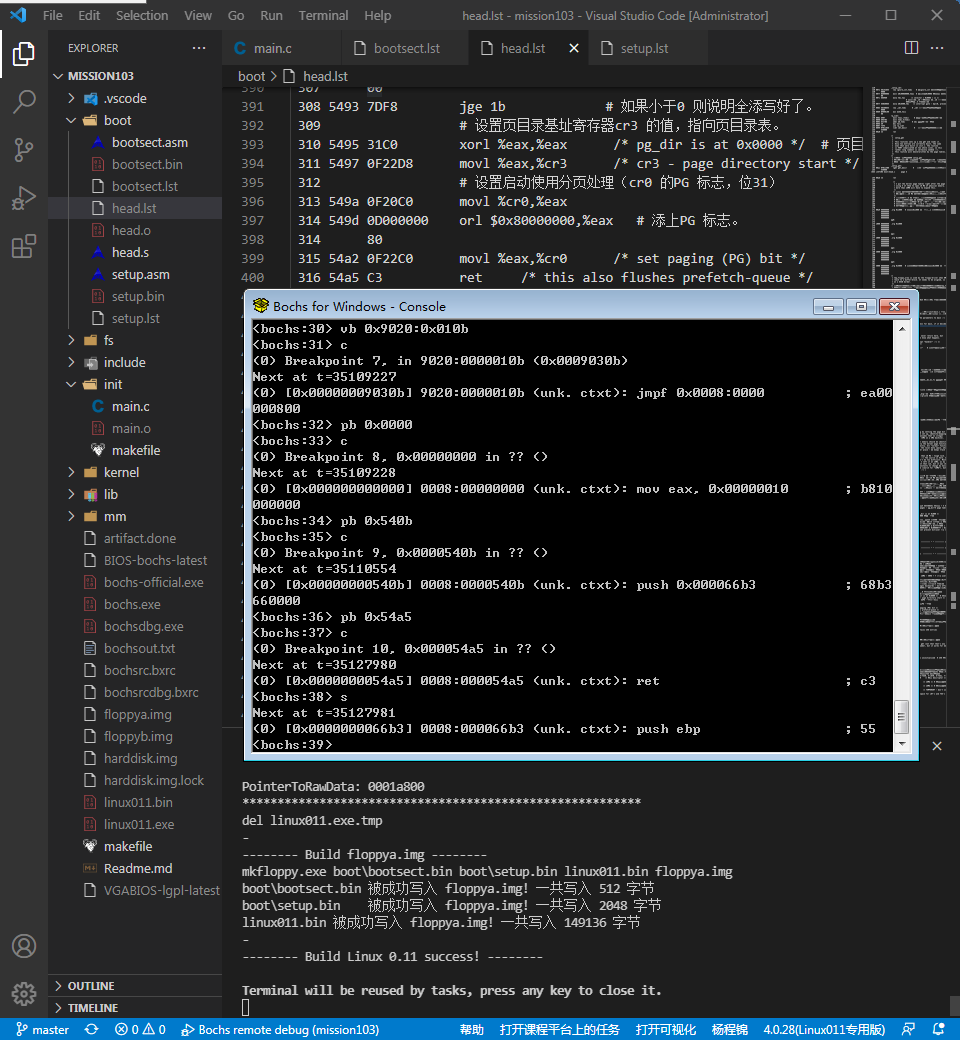 File Edit Selection View Go Run Terminal Help head.lst - mission103 - Visual Studio Code [Administrator]
EXPLORER
main.c bootsect.lst head.lst setup.lst
boot > head.lst
MISSION103
.vscode
boot
bootsect.asm
bootsect.bin
bootsect.lst
head.lst
head.o
head.s
setup.asm
setup.bin
setup.lst
fs
include
init
main.c
main.o
makefile
kernel
lib
mm
artifact.done
BIOS-bochs-latest
bochs-official.exe
bochs.exe
bochsdbg.exe
bochsout.txt
bochsrc.bxrc
bochsrcdbg.bxrc
floppya.img
floppyb.img
harddisk.img
harddisk.img.lock
linux011.bin
linux011.exe
makefile
Readme.md
VGABIOS-lgpl-latest
OUTLINE
TIMELINE
390 307 00
391 308 5493 7DF8 jge 1b # 如果小于0 则说明全添写好了。
392 309 # 设置页目录基址寄存器cr3 的值，指向页目录表。
393 310 5495 31C0 xorl %eax,%eax /* pg_dir is at 0x0000 */ # 页目
394 311 5497 0F22D8 movl %eax,%cr3 /* cr3 - page directory start */
395 312 # 设置启动使用分页处理（cr0 的PG 标志，位31）
396 313 549a 0F20C0 movl %cr0,%eax
397 314 549d 0D000000 orl $0x80000000,%eax # 添上PG 标志。
398 314 80
399 315 54a2 0F22C0 movl %eax,%cr0 /* set paging (PG) bit */
400 316 54a5 C3 ret /* this also flushes prefetch-queue */
Bochs for Windows - Console
<bochs:30> vb 0x9020:0x010b
<bochs:31> c
(0) Breakpoint 7, in 9020:0000010b (0x0009030b)
Next at t=35109227
(0) [0x00000009030b] 9020:0000010b (unk. ctxt): jmpf 0x0008:0000 ; ea00
000800
<bochs:32> pb 0x0000
<bochs:33> c
(0) Breakpoint 8, 0x00000000 in ?? ()
Next at t=35109228
(0) [0x000000000000] 0008:00000000 (unk. ctxt): mov eax, 0x00000010 ; b810
000000
<bochs:34> pb 0x540b
<bochs:35> c
(0) Breakpoint 9, 0x0000540b in ?? ()
Next at t=35110554
(0) [0x00000000540b] 0008:0000540b (unk. ctxt): push 0x000066b3 ; 68b3
660000
<bochs:36> pb 0x54a5
<bochs:37> c
(0) Breakpoint 10, 0x000054a5 in ?? ()
Next at t=35127980
(0) [0x0000000054a5] 0008:000054a5 (unk. ctxt): ret ; c3
<bochs:38> s
Next at t=35127981
(0) [0x0000000066b3] 0008:000066b3 (unk. ctxt): push ebp ; 55
<bochs:39>
PointerToRawData: 0001a800
*********************************************************
del linux011.exe.tmp
-
-------- Build floppya.img --------
mkfloppy.exe boot\bootsect.bin boot\setup.bin linux011.bin floppya.img
boot\bootsect.bin 被成功写入 floppya.img! 一共写入 512 字节
boot\setup.bin 被成功写入 floppya.img! 一共写入 2048 字节
linux011.bin 被成功写入 floppya.img! 一共写入 149136 字节
-
-------- Build Linux 0.11 success! --------
Terminal will be reused by tasks, press any key to close it.
master 0 0 Bochs remote debug (mission103) 帮助 打开课程平台上的任务 打开可视化 杨程锦 4.0.28(Linux011专用版)